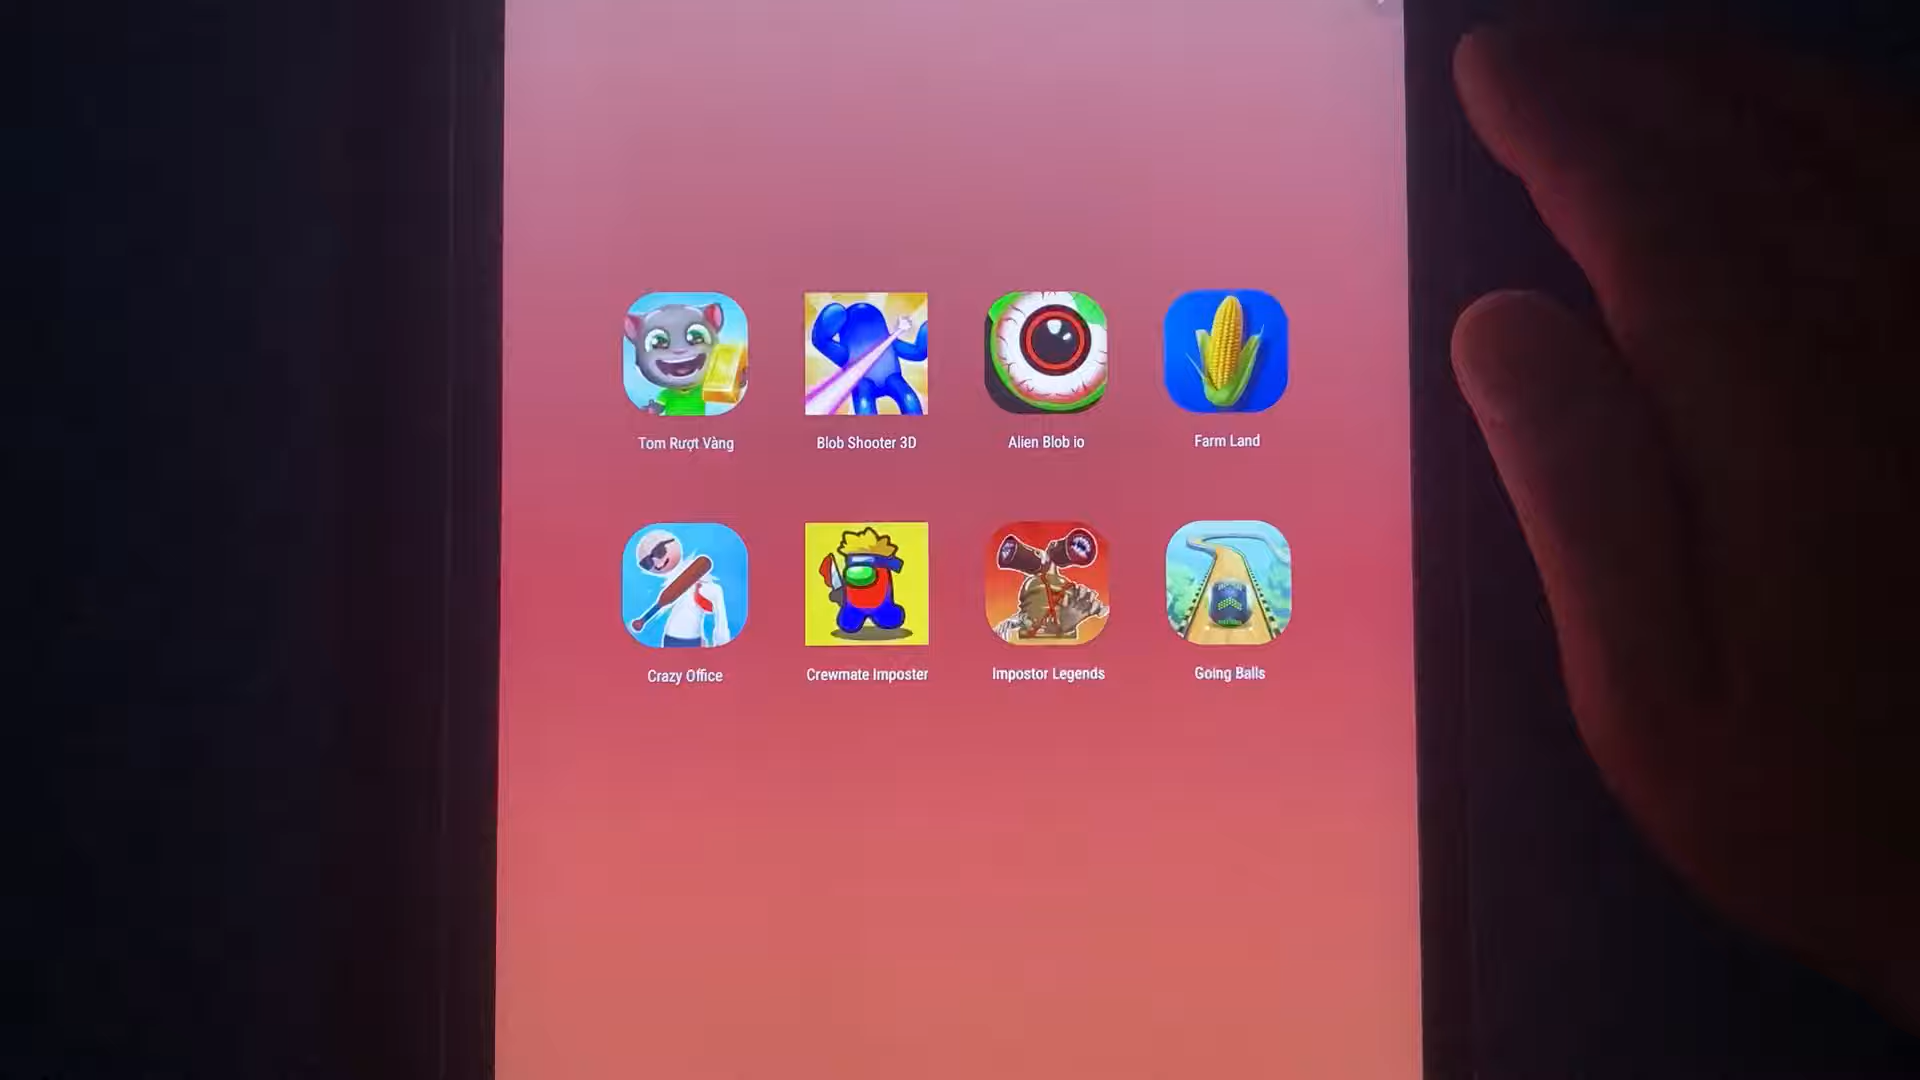 Tom Rượt Vàng
Blob Shooter 3D
Alien Blob io
Farm Land
Crazy Office
Crewmate Imposter
Impostor Legends
Going Balls